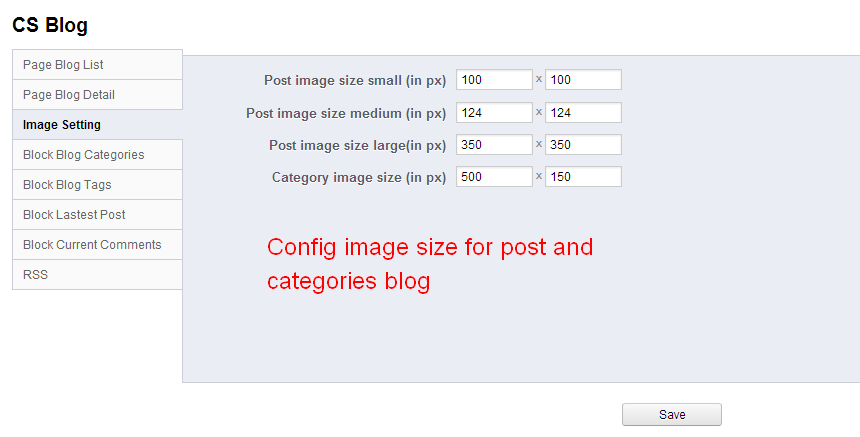 CS Blog
Page Blog List
Page Blog Detail
Image Setting
Block Blog Categories
Block Blog Tags
Block Lastest Post
Block Current Comments
RSS
Post image size small (in px) 100 x 100
Post image size medium (in px) 124 x 124
Post image size large(in px) 350 x 350
Category image size (in px) 500 x 150
Config image size for post and
categories blog
Save